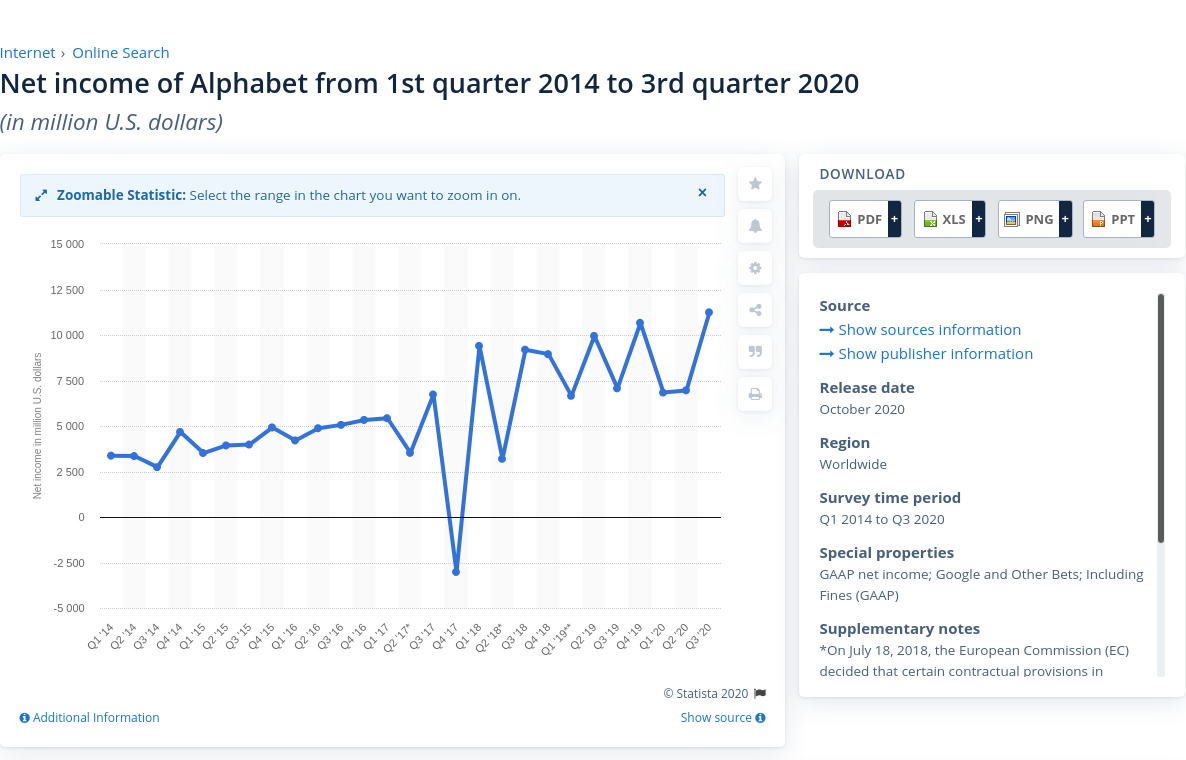 Internet › Online Search
Net income of Alphabet from 1st quarter 2014 to 3rd quarter 2020
(in million U.S. dollars)
Zoomable Statistic: Select the range in the chart you want to zoom in on. ×
15 000
12 500
10 000
7 500
5 000
2 500
0
-2 500
-5 000
Net income in million U.S. dollars
Q1 '14
Q2 '14
Q3 '14
Q4 '14
Q1 '15
Q2 '15
Q3 '15
Q4 '15
Q1 '16
Q2 '16
Q3 '16
Q4 '16
Q1 '17
Q2 '17*
Q3 '17
Q4 '17
Q1 '18
Q2 '18*
Q3 '18
Q4 '18
Q1 '19**
Q2 '19
Q3 '19
Q4 '19
Q1 '20
Q2 '20
Q3 '20
© Statista 2020
Additional Information
Show source
DOWNLOAD
PDF + XLS + PNG + PPT +
Source
Show sources information
Show publisher information
Release date
October 2020
Region
Worldwide
Survey time period
Q1 2014 to Q3 2020
Special properties
GAAP net income; Google and Other Bets; Including
Fines (GAAP)
Supplementary notes
*On July 18, 2018, the European Commission (EC)
decided that certain contractual provisions in